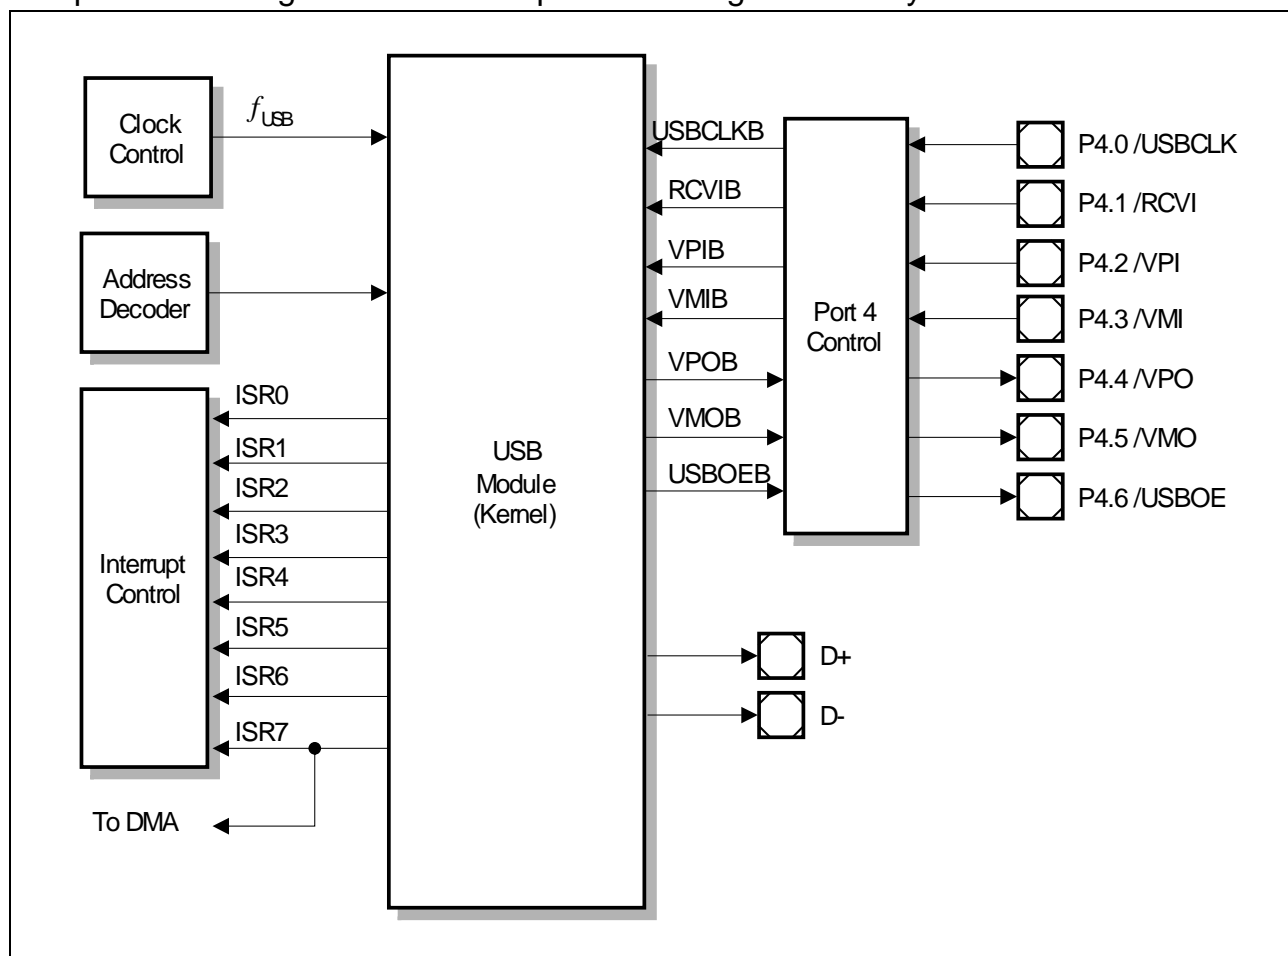 Clock
Control
f USB
Address
Decoder
Interrupt
Control
ISR0
ISR1
ISR2
ISR3
ISR4
ISR5
ISR6
ISR7
To DMA
USB
Module
(Kernel)
USBCLKB
RCVIB
VPIB
VMIB
VPOB
VMOB
USBOEB
Port 4
Control
P4.0 /USBCLK
P4.1 /RCVI
P4.2 /VPI
P4.3 /VMI
P4.4 /VPO
P4.5 /VMO
P4.6 /USBOE
D+
D-